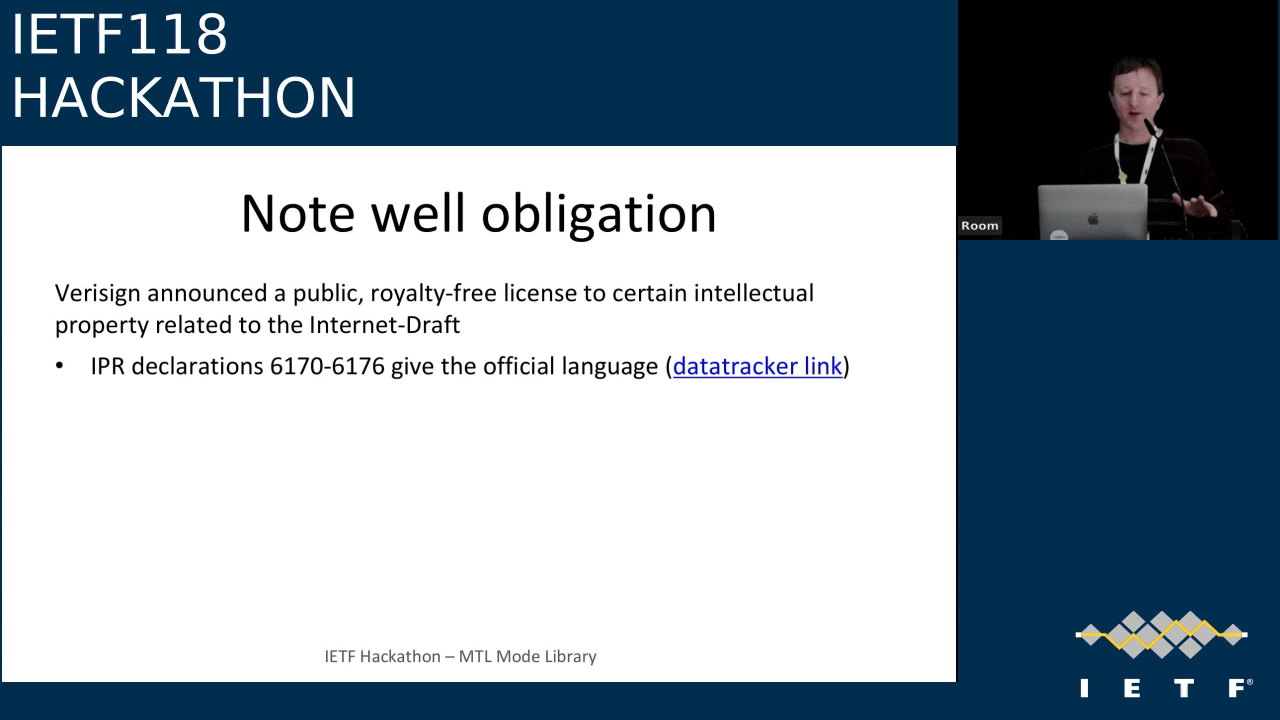 IETF118
HACKATHON
Note well obligation
Verisign announced a public, royalty-free license to certain intellectual
property related to the Internet-Draft
• IPR declarations 6170-6176 give the official language (datatracker link)
IETF Hackathon – MTL Mode Library
Room
I E T F®